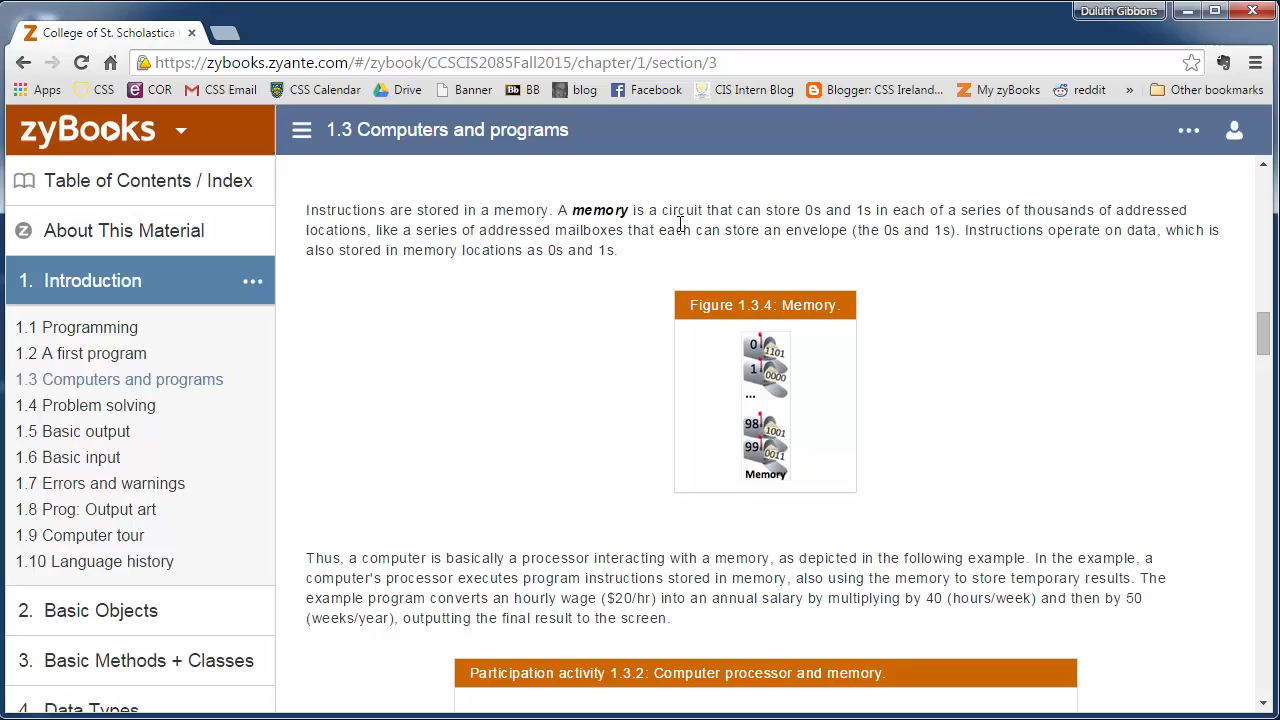 Duluth Gibbons
College of St. Scholastica
https://zybooks.zyante.com/#/zybook/CCSCIS2085Fall2015/chapter/1/section/3
Apps CSS COR CSS Email CSS Calendar Drive Banner Bb BB blog Facebook CIS Intern Blog Blogger: CSS Ireland... My zyBooks reddit » Other bookmarks
zyBooks
1.3 Computers and programs
Table of Contents / Index
About This Material
1. Introduction
1.1 Programming
1.2 A first program
1.3 Computers and programs
1.4 Problem solving
1.5 Basic output
1.6 Basic input
1.7 Errors and warnings
1.8 Prog: Output art
1.9 Computer tour
1.10 Language history
2. Basic Objects
3. Basic Methods + Classes
4 Data Types
Instructions are stored in a memory. A memory is a circuit that can store 0s and 1s in each of a series of thousands of addressed
locations, like a series of addressed mailboxes that each can store an envelope (the 0s and 1s). Instructions operate on data, which is
also stored in memory locations as 0s and 1s.
Figure 1.3.4: Memory.
0 1101
1 0000
...
98 1001
99 0011
Memory
Thus, a computer is basically a processor interacting with a memory, as depicted in the following example. In the example, a
computer's processor executes program instructions stored in memory, also using the memory to store temporary results. The
example program converts an hourly wage ($20/hr) into an annual salary by multiplying by 40 (hours/week) and then by 50
(weeks/year), outputting the final result to the screen.
Participation activity 1.3.2: Computer processor and memory.